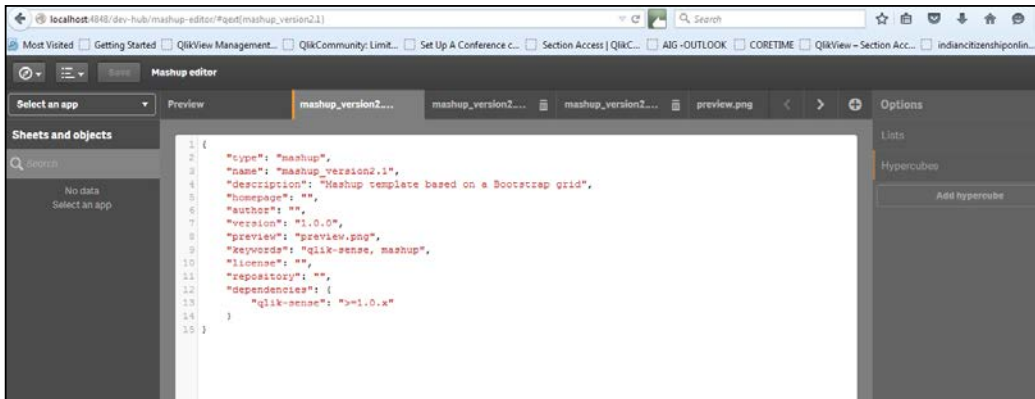 localhost:4848/dev-hub/mashup-editor/#qext{mashup_version2.1}
Search
Most Visited Getting Started QlikView Management... QlikCommunity: Limit... Set Up A Conference c... Section Access | QlikC... AIG -OUTLOOK CORETIME QlikView – Section Acc... indiancitizenshiponlin...
Save Mashup editor
Select an app Preview mashup_version2.... mashup_version2.... mashup_version2.... preview.png Options
Sheets and objects
Search
No data
Select an app
Lists
Hypercubes
Add hypercube
1 {
2 "type": "mashup",
3 "name": "mashup_version2.1",
4 "description": "Mashup template based on a Bootstrap grid",
5 "homepage": "",
6 "author": "",
7 "version": "1.0.0",
8 "preview": "preview.png",
9 "keywords": "qlik-sense, mashup",
10 "license": "",
11 "repository": "",
12 "dependencies": {
13 "qlik-sense": ">=1.0.x"
14 }
15 }